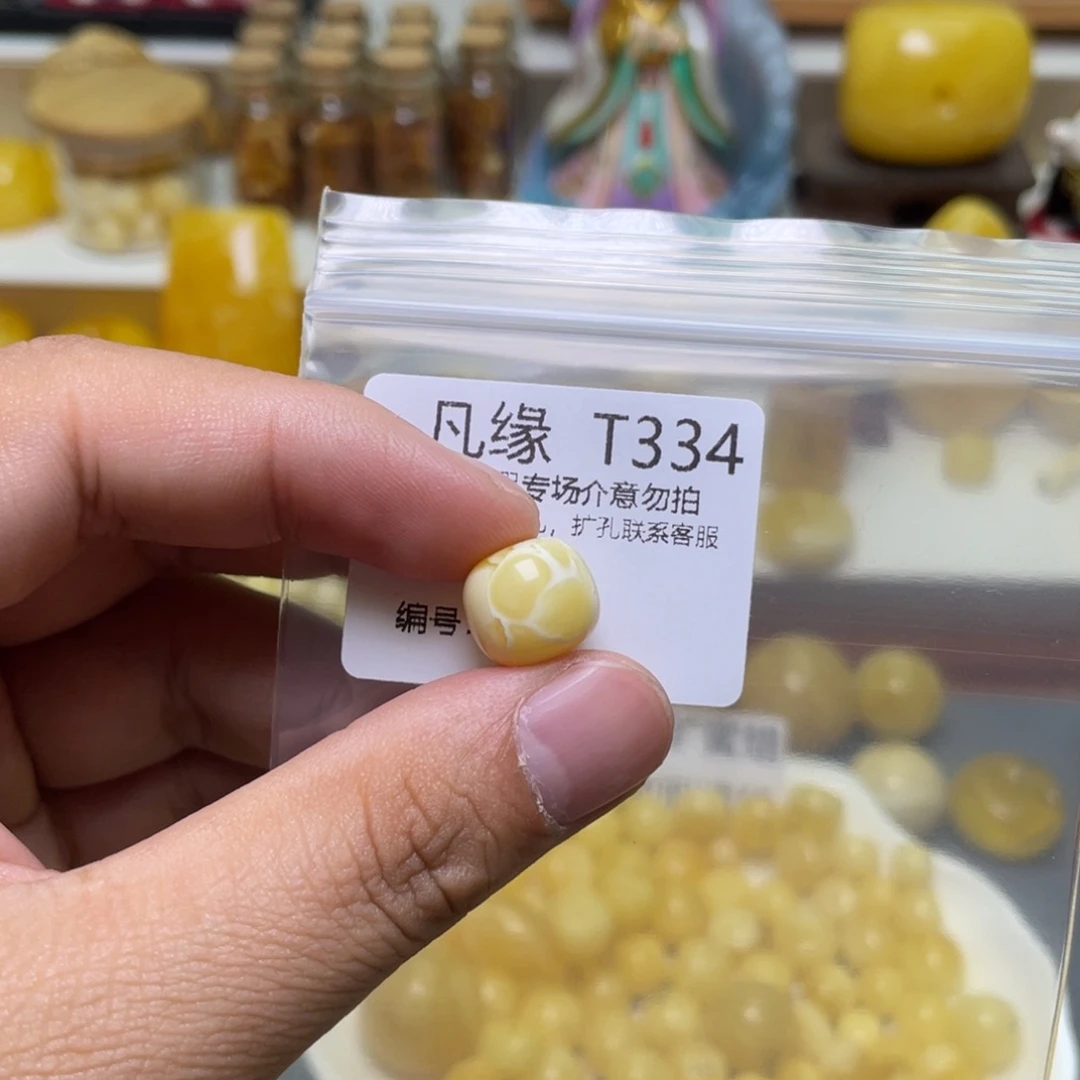 凡缘 T334
专场介意勿拍
，扩孔联系客服
编号